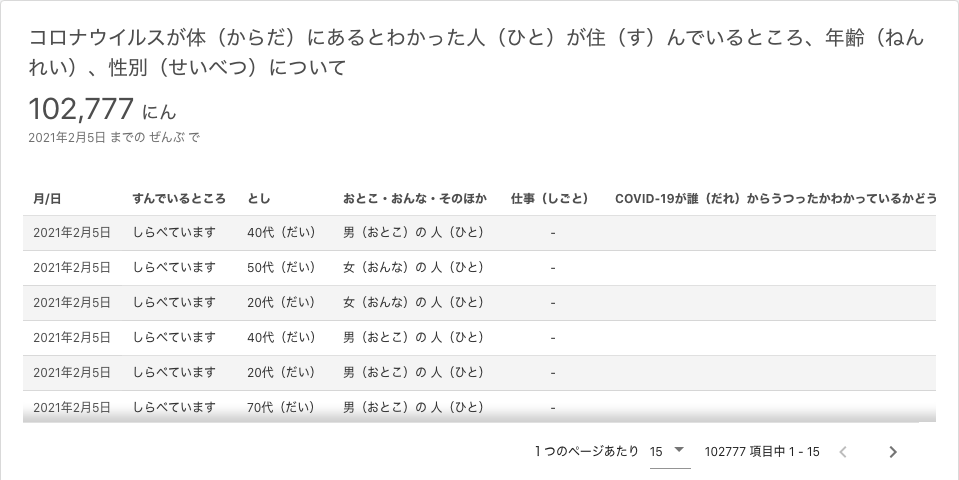 コロナウイルスが体（からだ）にあるとわかった人（ひと）が住（す）んでいるところ、年齢（ねん
れい）、性別（せいべつ）について
102,777 にん
2021年2月5日 までの ぜんぶ で
月/日 すんでいるところ とし おとこ・おんな・そのほか 仕事（しごと） COVID-19が誰（だれ）からうつったかわかっているかどう
2021年2月5日 しらべています 40代（だい） 男（おとこ）の 人（ひと） -
2021年2月5日 しらべています 50代（だい） 女（おんな）の 人（ひと） -
2021年2月5日 しらべています 20代（だい） 女（おんな）の 人（ひと） -
2021年2月5日 しらべています 40代（だい） 男（おとこ）の 人（ひと） -
2021年2月5日 しらべています 20代（だい） 男（おとこ）の 人（ひと） -
2021年2月5日 しらべています 70代（だい） 男（おとこ）の 人（ひと） -
1 つのページあたり 15 102777 項目中 1 - 15